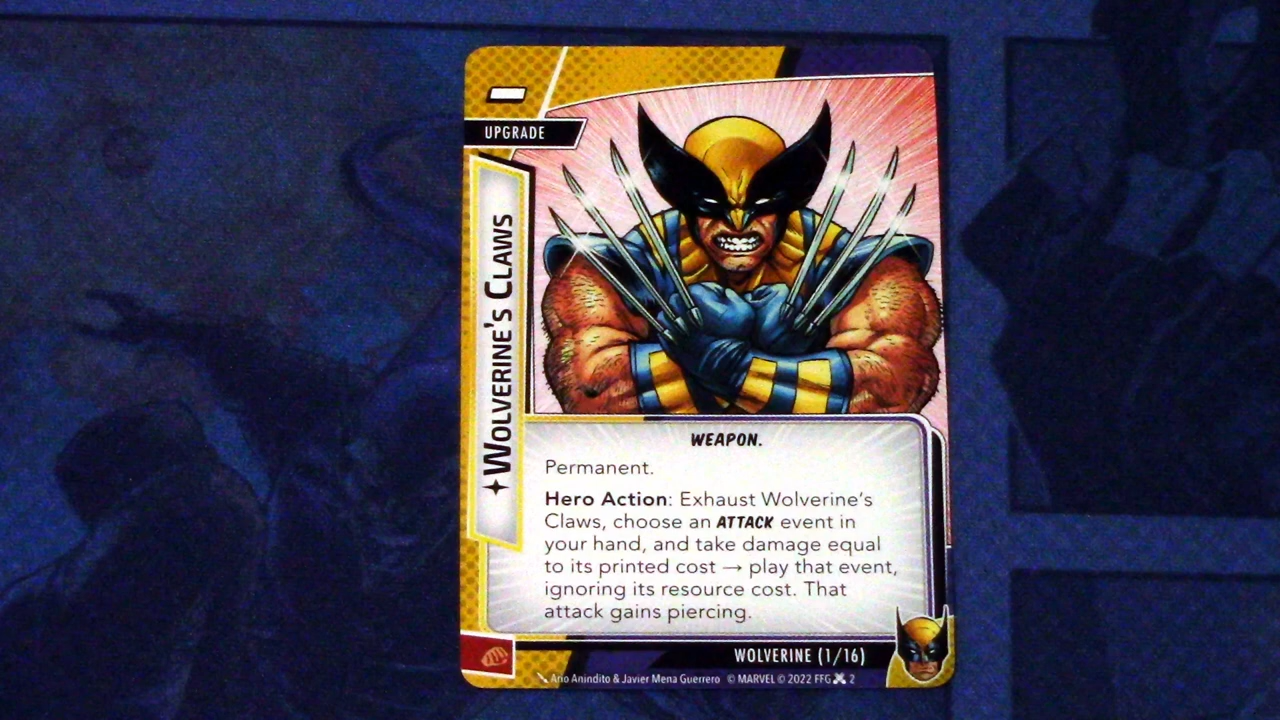 UPGRADE
WOLVERINE'S CLAWS
WEAPON.
Permanent.
Hero Action: Exhaust Wolverine's
Claws, choose an ATTACK event in
your hand, and take damage equal
to its printed cost → play that event,
ignoring its resource cost. That
attack gains piercing.
WOLVERINE (1/16)
Ario Anindito & Javier Mena Guerrero © MARVEL © 2022 FFG 2